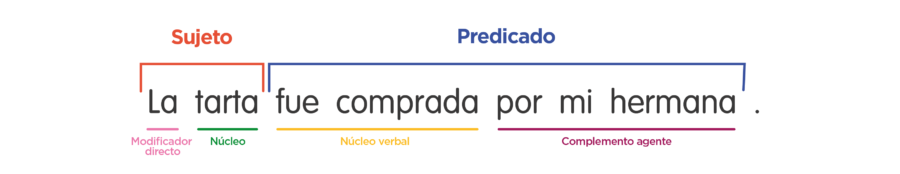 Sujeto Predicado
La tarta fue comprada por mi hermana .
Modificador directo Núcleo Núcleo verbal Complemento agente